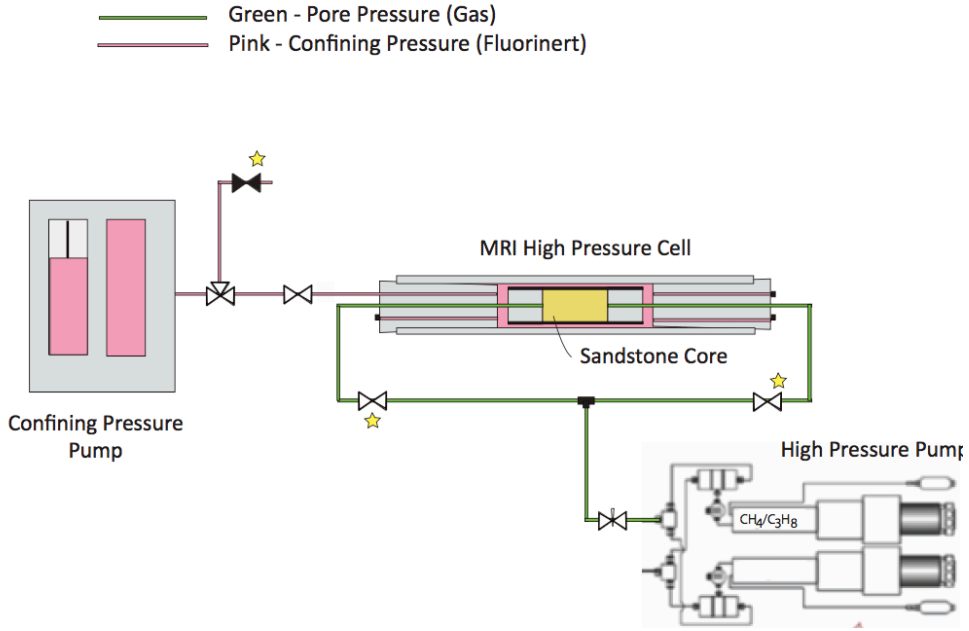 Green - Pore Pressure (Gas)
Pink - Confining Pressure (Fluorinert)
MRI High Pressure Cell
Sandstone Core
Confining Pressure
Pump
High Pressure Pump
CH4/C3H8